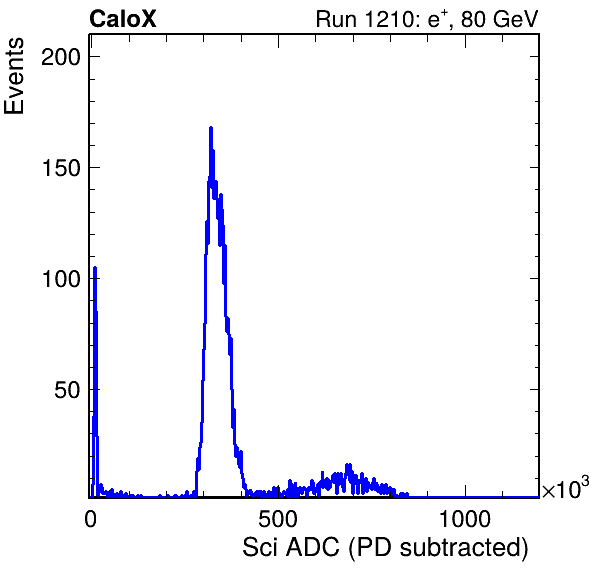 CaloX Run 1210: e⁺, 80 GeV
Events
200
150
100
50
0 500 1000 ×10³
Sci ADC (PD subtracted)